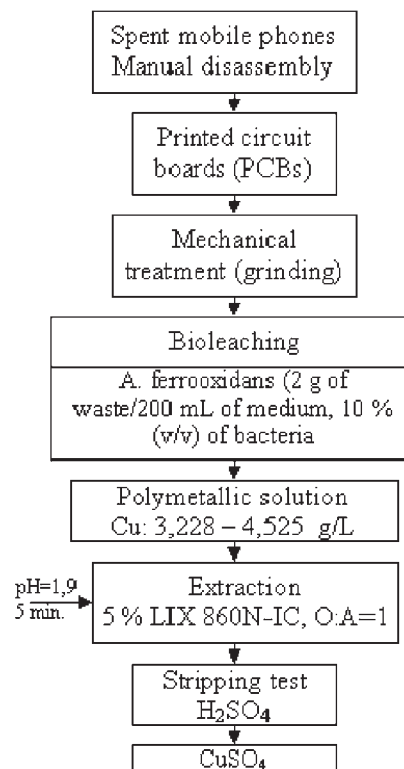 Spent mobile phones
Manual disassembly
Printed circuit
boards (PCBs)
Mechanical
treatment (grinding)
Bioleaching
A. ferrooxidans (2 g of
waste/200 mL of medium, 10 %
(v/v) of bacteria
Polymetallic solution
Cu: 3,228 – 4,525 g/L
pH=1,9
5 min.
Extraction
5 % LIX 860N-IC, O:A=1
Stripping test
H₂SO₄
CuSO₄